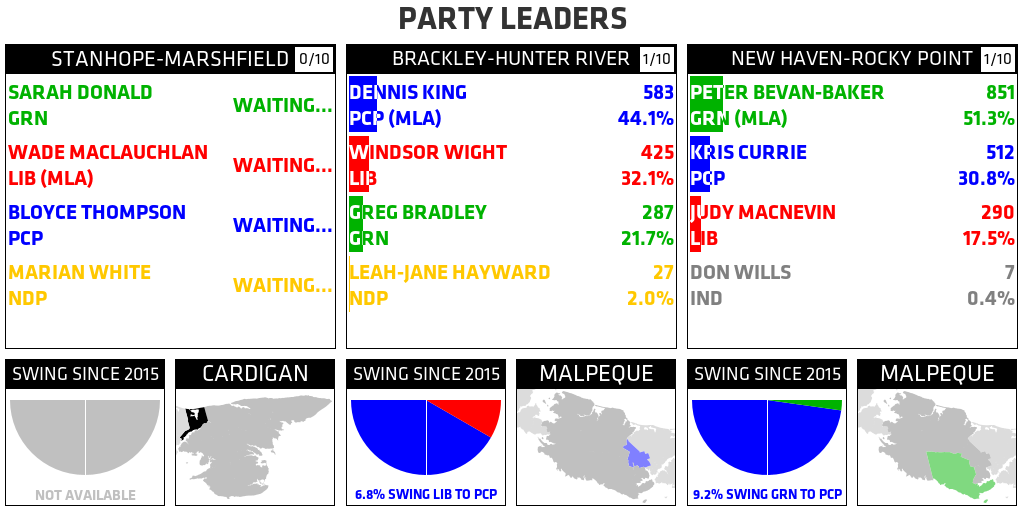 PARTY LEADERS
STANHOPE-MARSHFIELD 0/10
SARAH DONALD
GRN
WAITING...
WADE MACLAUCHLAN
LIB (MLA)
WAITING...
BLOYCE THOMPSON
PCP
WAITING...
MARIAN WHITE
NDP
WAITING...
BRACKLEY-HUNTER RIVER 1/10
DENNIS KING 583
PCP (MLA) 44.1%
WINDSOR WIGHT 425
LIB 32.1%
GREG BRADLEY 287
GRN 21.7%
LEAH-JANE HAYWARD 27
NDP 2.0%
NEW HAVEN-ROCKY POINT 1/10
PETER BEVAN-BAKER 851
GRN (MLA) 51.3%
KRIS CURRIE 512
PCP 30.8%
JUDY MACNEVIN 290
LIB 17.5%
DON WILLS 7
IND 0.4%
SWING SINCE 2015
NOT AVAILABLE
CARDIGAN
SWING SINCE 2015
6.8% SWING LIB TO PCP
MALPEQUE
SWING SINCE 2015
9.2% SWING GRN TO PCP
MALPEQUE